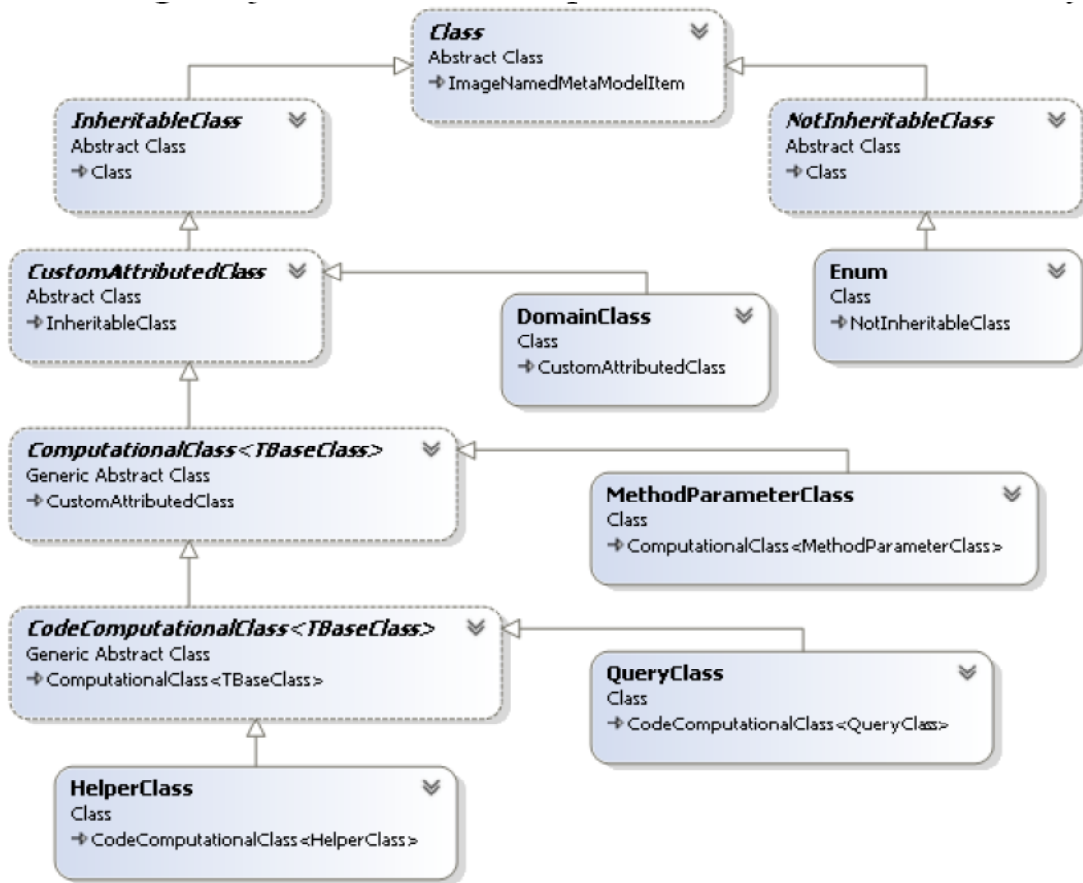 Class
Abstract Class
ImageNamedMetaModelItem
InheritableClass
Abstract Class
Class
NotInheritableClass
Abstract Class
Class
CustomAttributedClass
Abstract Class
InheritableClass
DomainClass
Class
CustomAttributedClass
Enum
Class
NotInheritableClass
ComputationalClass<TBaseClass>
Generic Abstract Class
CustomAttributedClass
MethodParameterClass
Class
ComputationalClass<MethodParameterClass>
CodeComputationalClass<TBaseClass>
Generic Abstract Class
ComputationalClass<TBaseClass>
QueryClass
Class
CodeComputationalClass<QueryClass>
HelperClass
Class
CodeComputationalClass<HelperClass>